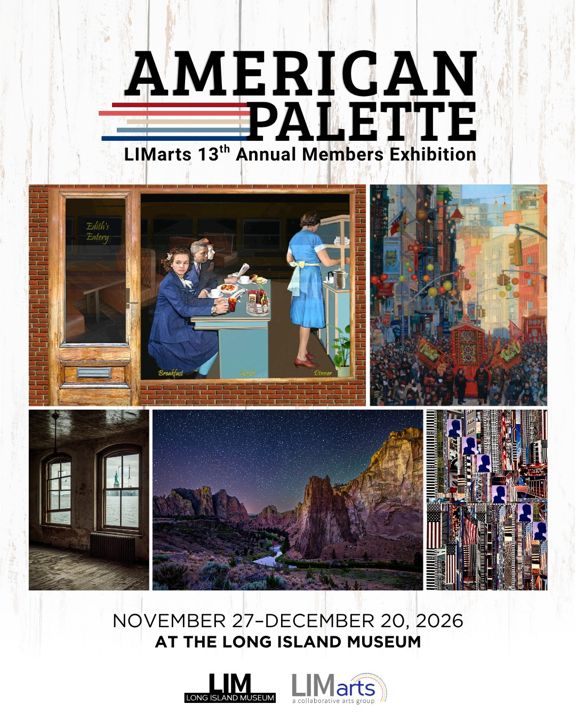 AMERICAN
PALETTE
LIMarts 13th Annual Members Exhibition
Edith's
Eatery
Breakfast
Dinner
NOVEMBER 27–DECEMBER 20, 2026
AT THE LONG ISLAND MUSEUM
LIM
LONG ISLAND MUSEUM
LIMarts
a collaborative arts group